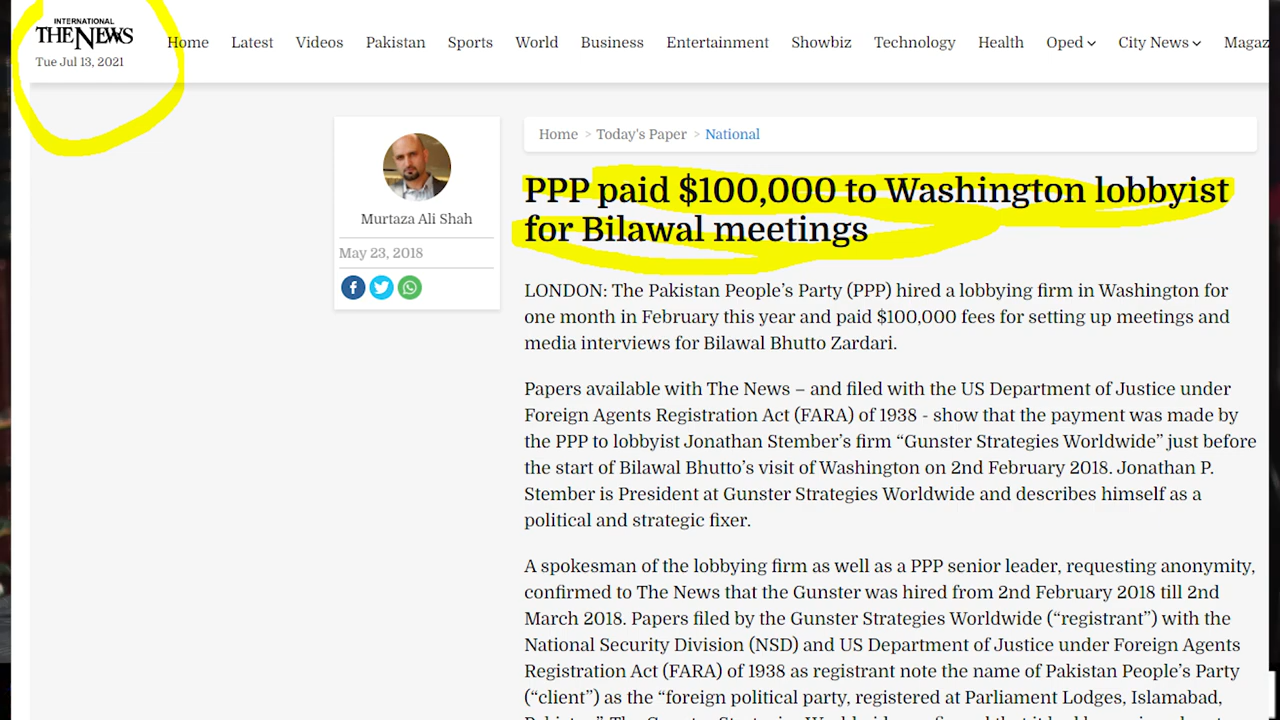 INTERNATIONAL
THE NEWS
Tue Jul 13, 2021
Home Latest Videos Pakistan Sports World Business Entertainment Showbiz Technology Health Oped City News Magaz
Murtaza Ali Shah
May 23, 2018
Home > Today's Paper > National
PPP paid $100,000 to Washington lobbyist
for Bilawal meetings
LONDON: The Pakistan People’s Party (PPP) hired a lobbying firm in Washington for
one month in February this year and paid $100,000 fees for setting up meetings and
media interviews for Bilawal Bhutto Zardari.
Papers available with The News – and filed with the US Department of Justice under
Foreign Agents Registration Act (FARA) of 1938 - show that the payment was made by
the PPP to lobbyist Jonathan Stember’s firm “Gunster Strategies Worldwide” just before
the start of Bilawal Bhutto’s visit of Washington on 2nd February 2018. Jonathan P.
Stember is President at Gunster Strategies Worldwide and describes himself as a
political and strategic fixer.
A spokesman of the lobbying firm as well as a PPP senior leader, requesting anonymity,
confirmed to The News that the Gunster was hired from 2nd February 2018 till 2nd
March 2018. Papers filed by the Gunster Strategies Worldwide (“registrant”) with the
National Security Division (NSD) and US Department of Justice under Foreign Agents
Registration Act (FARA) of 1938 as registrant note the name of Pakistan People’s Party
(“client”) as the “foreign political party, registered at Parliament Lodges, Islamabad,